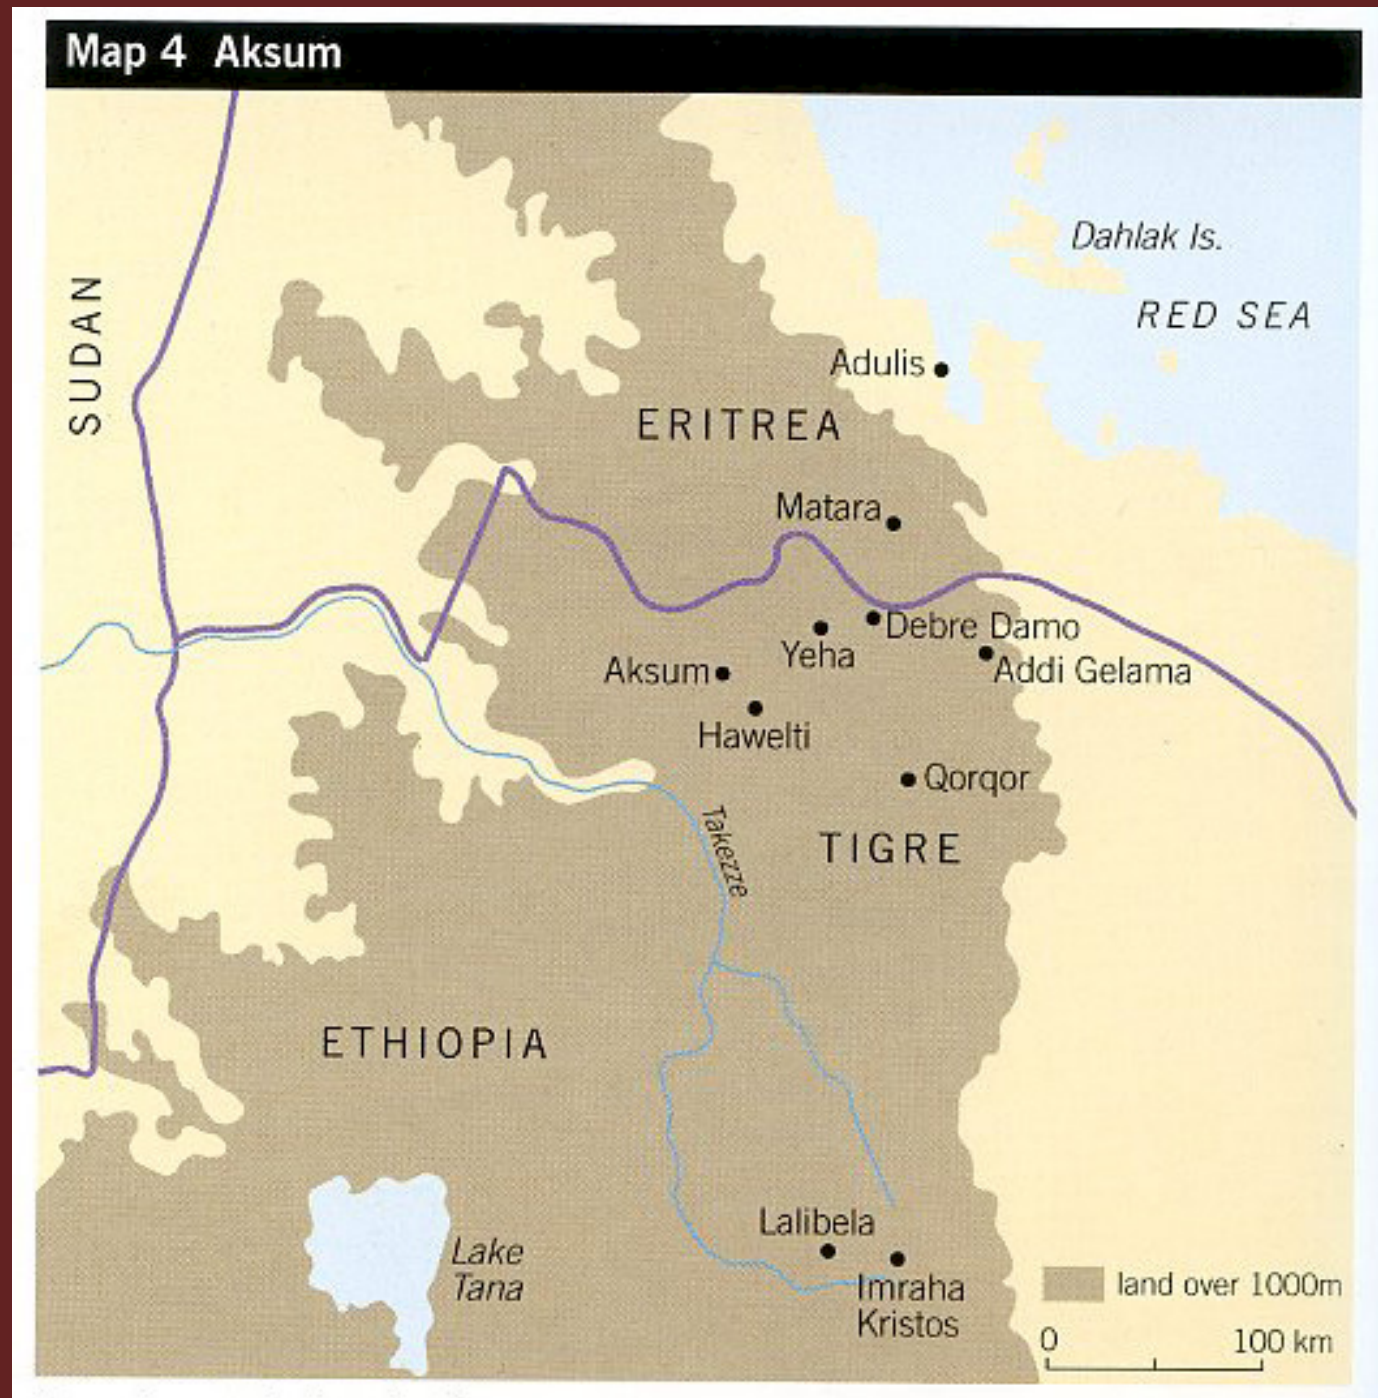 Map 4 Aksum
Dahlak Is.
RED SEA
SUDAN
Adulis
ERITREA
Matara
Debre Damo
Yeha
Aksum
Addi Gelama
Hawelti
Qorqor
Takezze
TIGRE
ETHIOPIA
Lalibela
Lake
Tana
Imraha
Kristos
land over 1000m
0 100 km